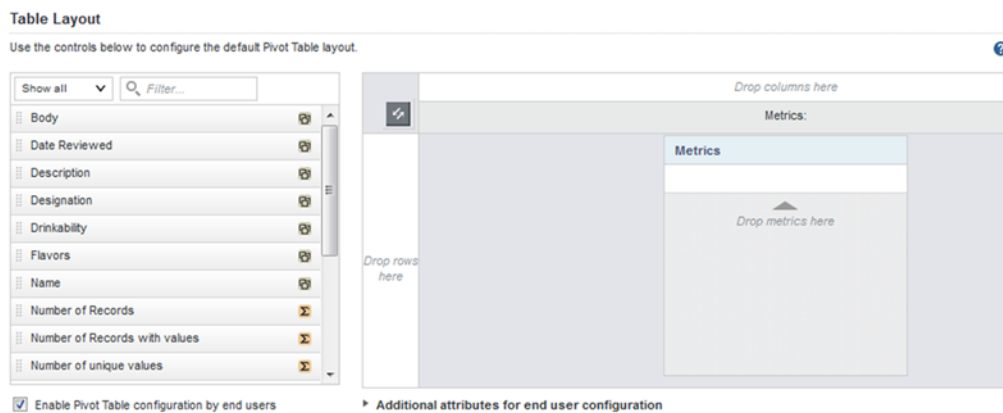 Table Layout
Use the controls below to configure the default Pivot Table layout.
Show all
Filter...
Body
Date Reviewed
Description
Designation
Drinkability
Flavors
Name
Number of Records
Number of Records with values
Number of unique values
Enable Pivot Table configuration by end users
Drop columns here
Metrics:
Metrics
Drop metrics here
Drop rows
here
Additional attributes for end user configuration